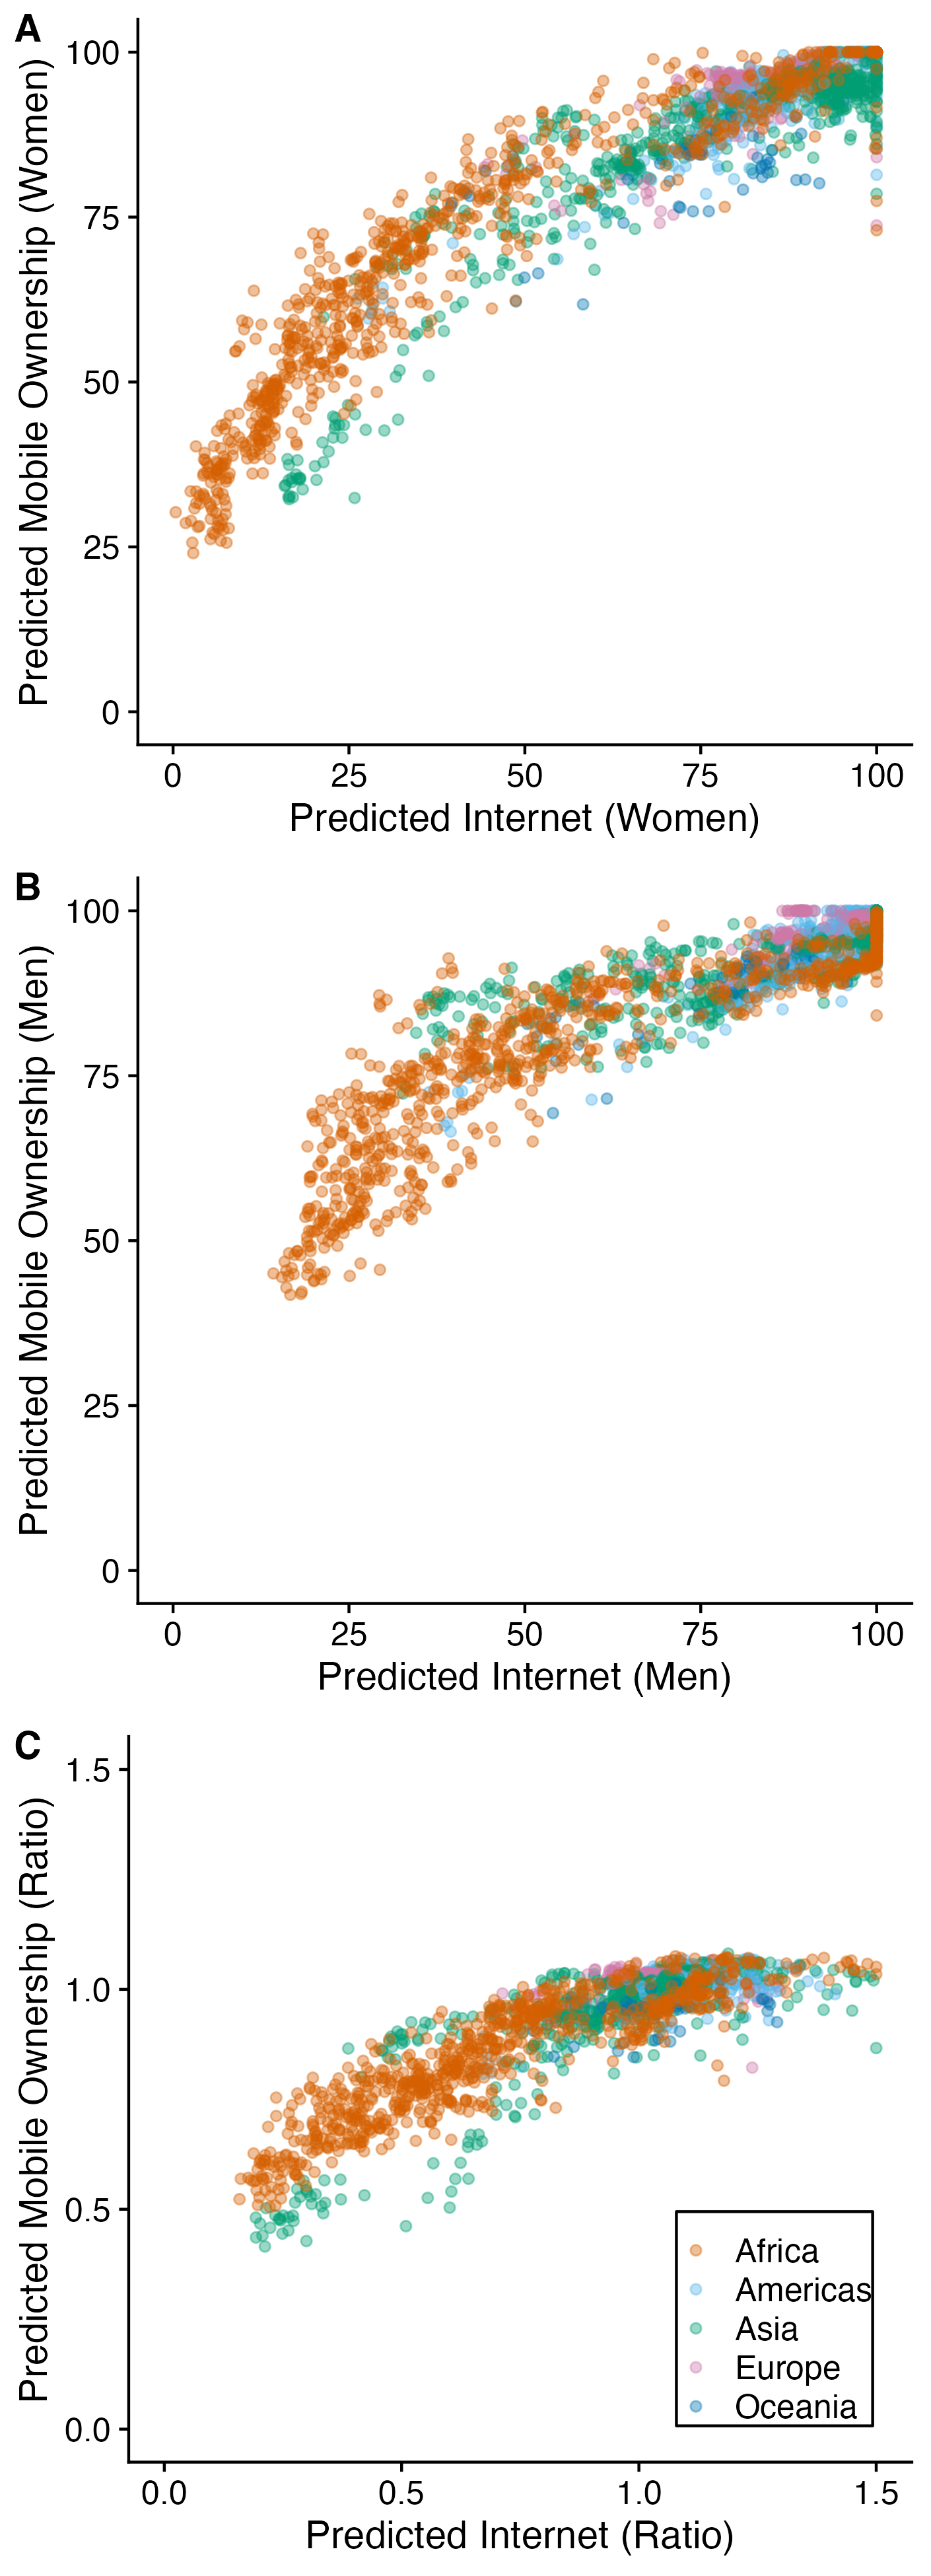 A
Predicted Mobile Ownership (Women)
100
75
50
25
0
0 25 50 75 100
Predicted Internet (Women)
B
Predicted Mobile Ownership (Men)
100
75
50
25
0
0 25 50 75 100
Predicted Internet (Men)
C
Predicted Mobile Ownership (Ratio)
1.5
1.0
0.5
0.0
Africa
Americas
Asia
Europe
Oceania
0.0 0.5 1.0 1.5
Predicted Internet (Ratio)